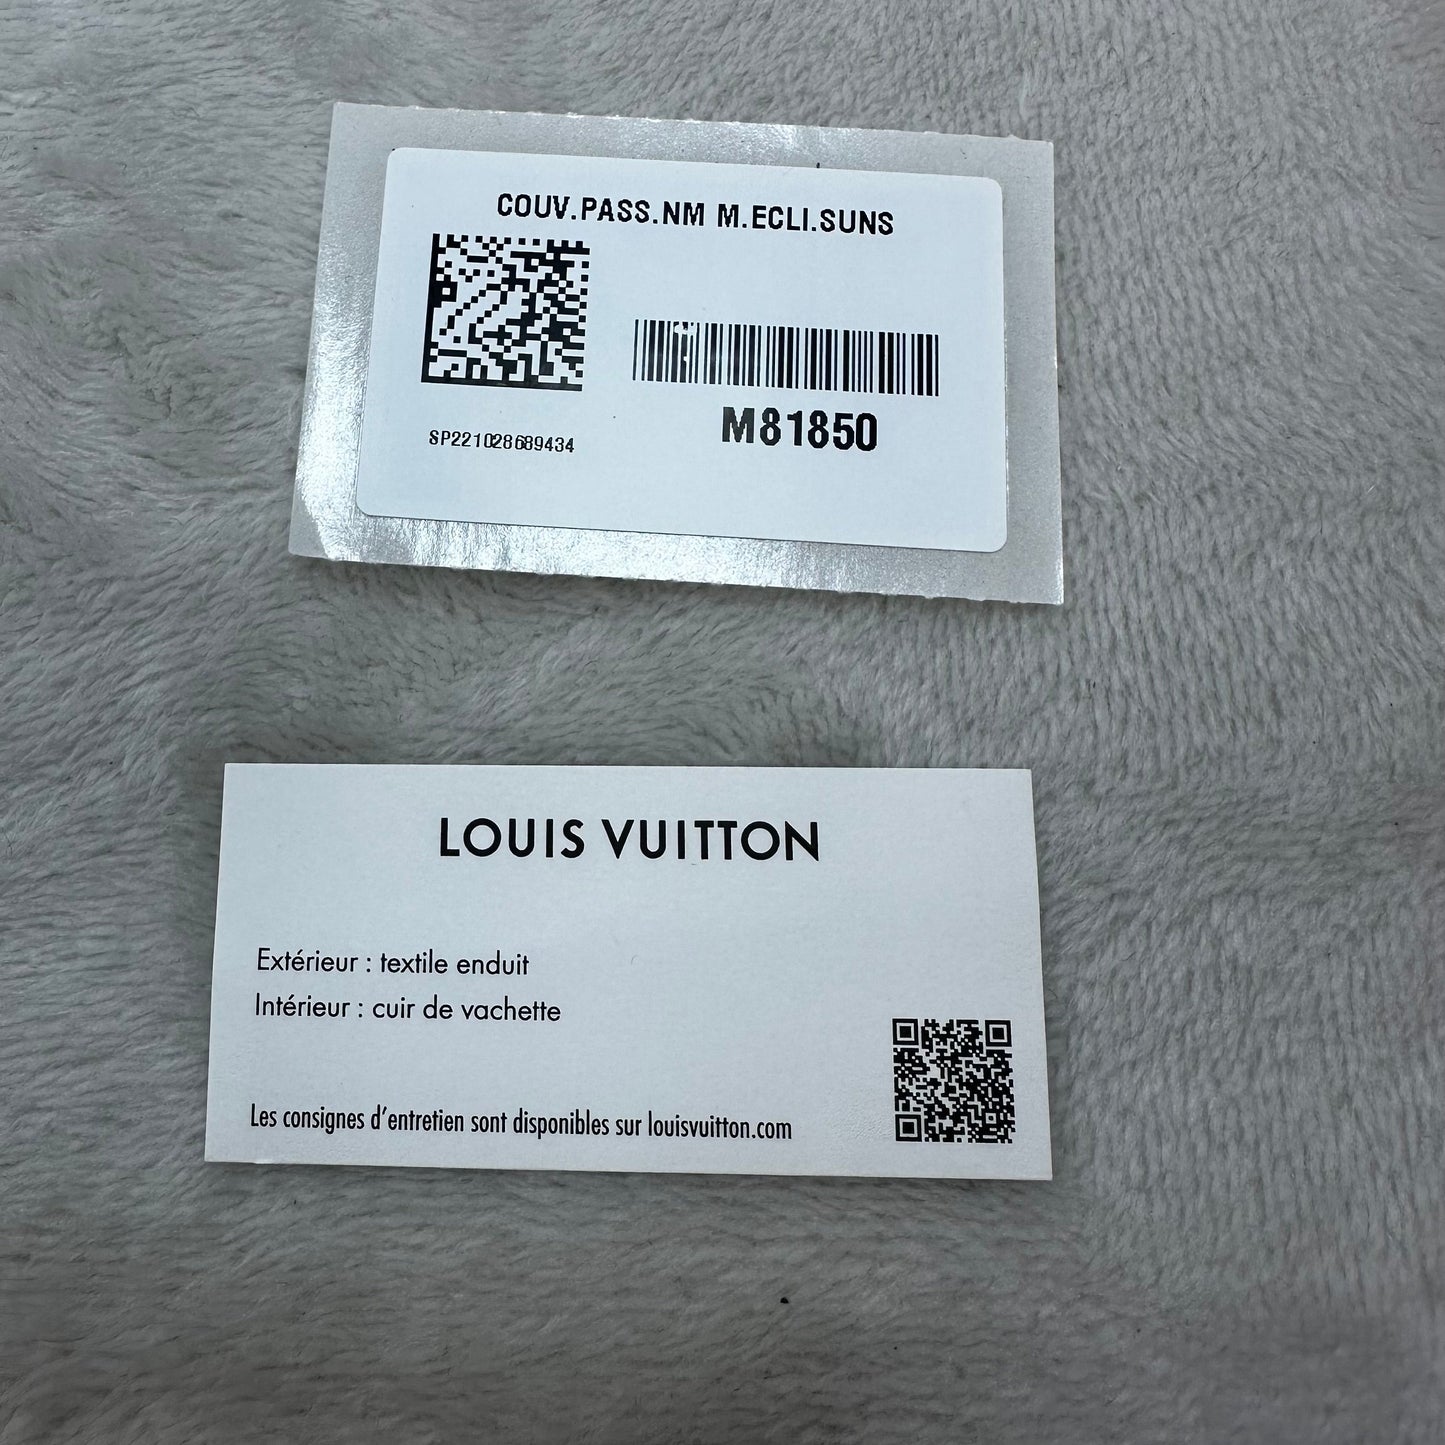 COUV.PASS.NM M.ECLI.SUNS
SP221028689434
M81850
LOUIS VUITTON
Extérieur : textile enduit
Intérieur : cuir de vachette
Les consignes d'entretien sont disponibles sur louisvuitton.com